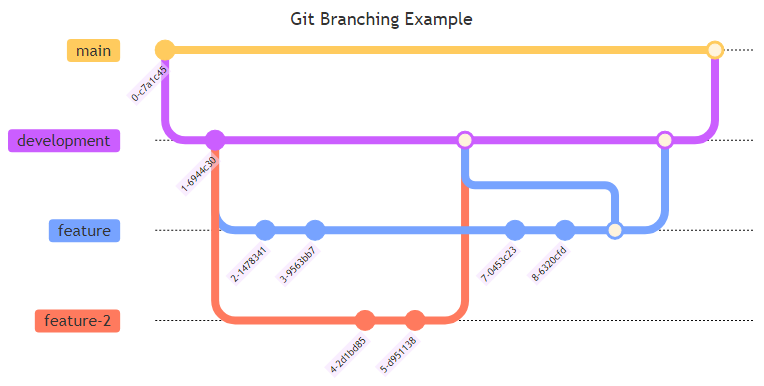 Git Branching Example
main
0-c7a1c45
development
1-6944c30
feature
2-1478341
3-9563bb7
7-0453c23
8-6320cfd
feature-2
4-2d1bd85
5-d951138